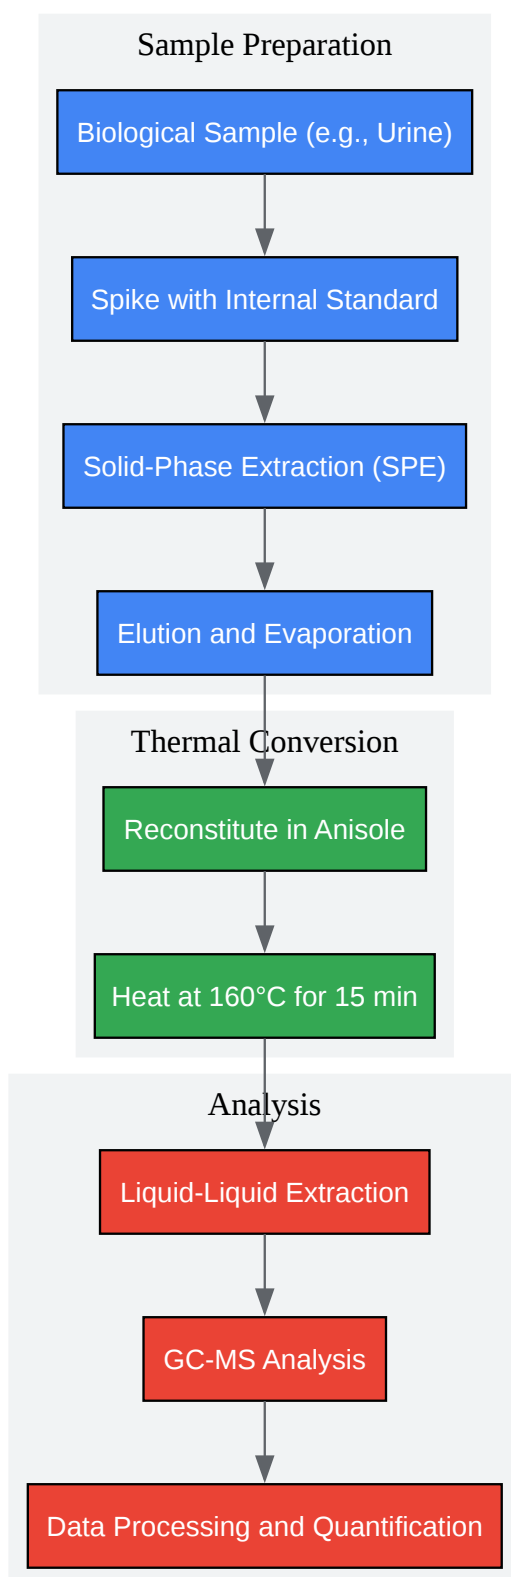 Sample Preparation
Biological Sample (e.g., Urine)
Spike with Internal Standard
Solid-Phase Extraction (SPE)
Elution and Evaporation
Thermal Conversion
Reconstitute in Anisole
Heat at 160°C for 15 min
Analysis
Liquid-Liquid Extraction
GC-MS Analysis
Data Processing and Quantification